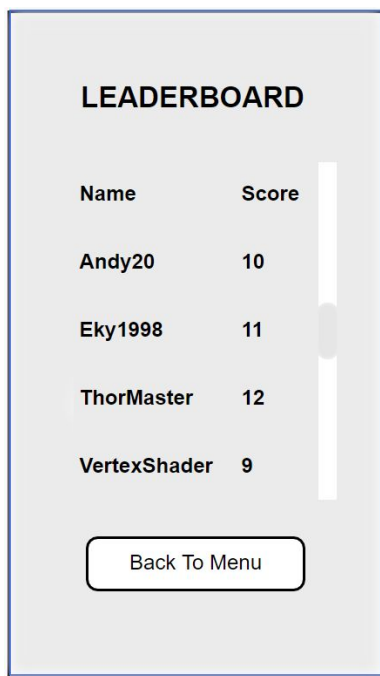 LEADERBOARD
Name Score
Andy20 10
Eky1998 11
ThorMaster 12
VertexShader 9
Back To Menu